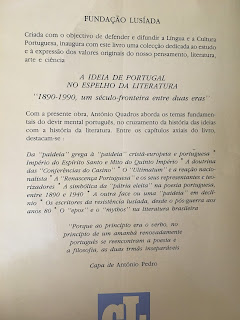 FUNDAÇÃO LUSÍADA
Criada com o objectivo de defender e difundir a Língua e a Cultura
Portuguesa, inaugura com este livro uma colecção dedicada ao estudo
e à expressão dos valores originais do nosso pensamento, literatura,
arte e ciência
A IDEIA DE PORTUGAL
NO ESPELHO DA LITERATURA
"1890-1990, um século-fronteira entre duas eras"
Com a presente obra, António Quadros aborda os temas fundamen-
tais do devir mental português, no cruzamento da história das ideias
com a história da literatura. Entre os capítulos axiais do livro,
destacam-se:
Da "paideia" grega à "paideia" cristã-europeia e portuguesa *
Império do Espírito Santo e Mito do Quinto Império * A doutrina
das "Conferências do Casino" * O "Ultimatum" e a reação nacio-
nalista * A "Renascença Portuguesa" e os seus representantes e teo-
rizadores * A simbólica da "pátria eleita" na poesia portuguesa,
entre 1890 e 1940 * A outra face ou uma "paideia" em declí-
nio * Os escritores da resistência lusíada, desde o pós-guerra aos
anos 80 * O "apos" e o "mythos" na literatura brasileira
"Porque ao princípio era o verbo, no
princípio de um amanhã renovadamente
português se reencontram a poesia e
a filosofia, as duas irmãs inseparáveis
Capa de António Pedro